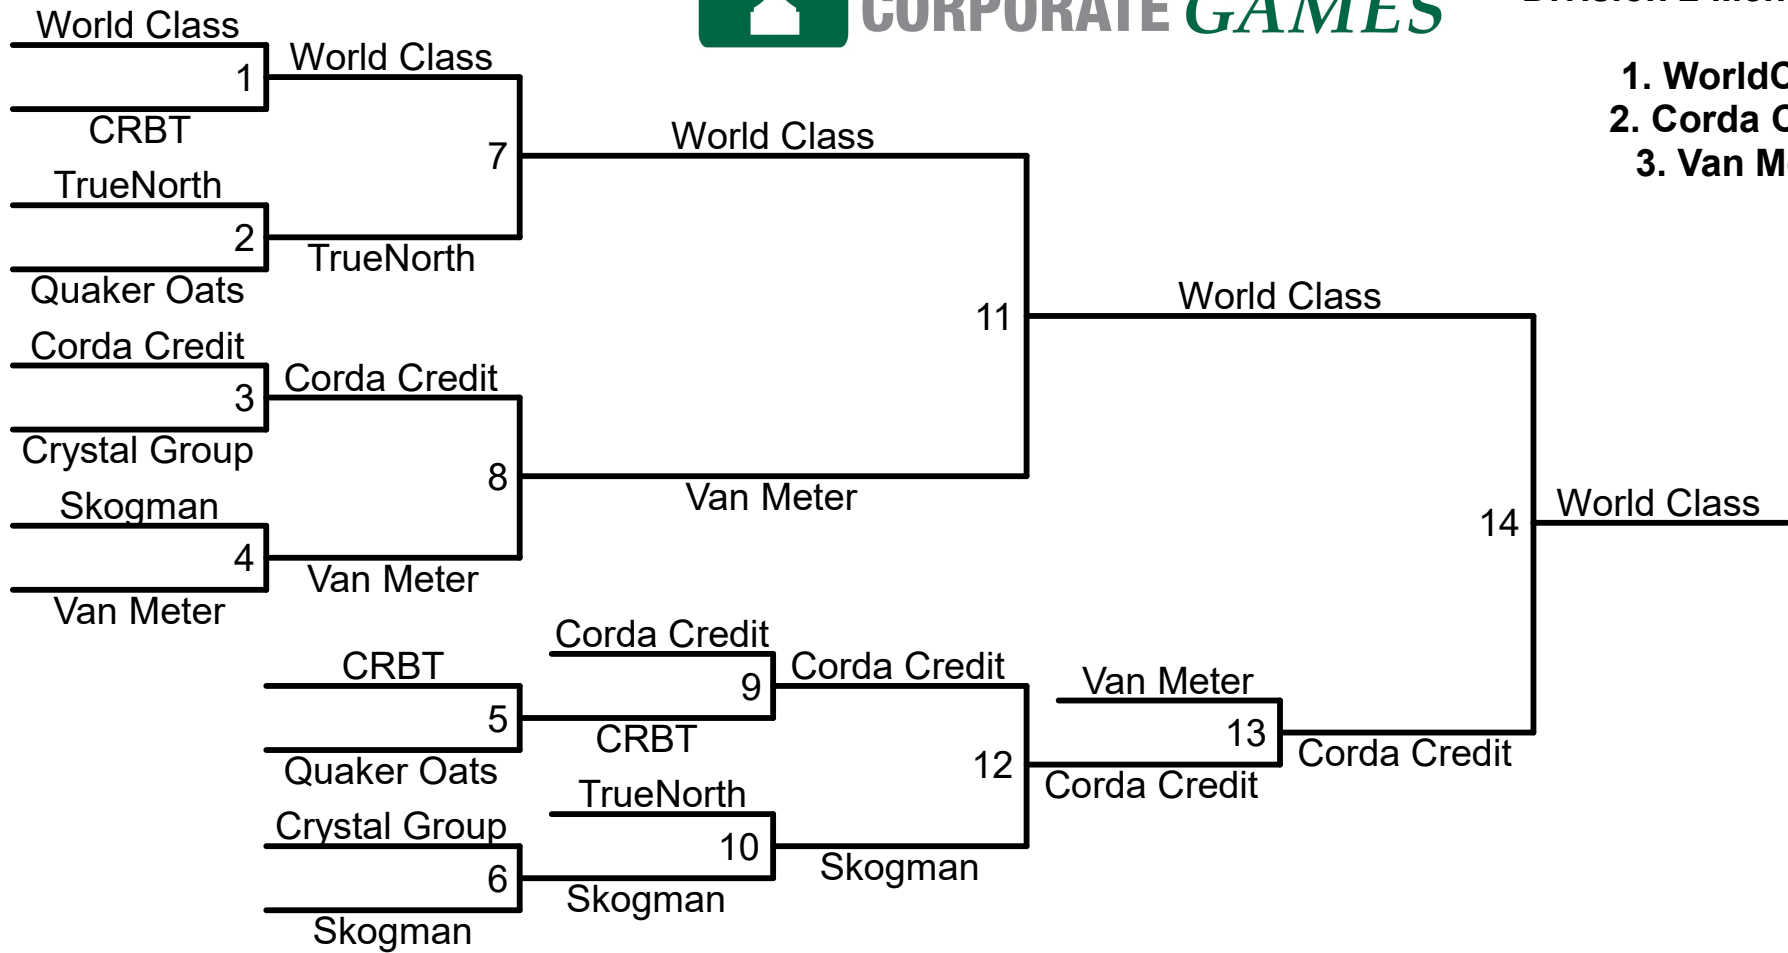 CORPORATE GAMES
1. WorldC
2. Corda C
3. Van M
World Class
1
World Class
CRBT
7
World Class
TrueNorth
2
TrueNorth
Quaker Oats
11
World Class
Corda Credit
3
Corda Credit
Crystal Group
8
Van Meter
Skogman
4
Van Meter
Van Meter
14
World Class
CRBT
5
Quaker Oats
Corda Credit
9
Corda Credit
CRBT
12
Corda Credit
Van Meter
13
Corda Credit
TrueNorth
10
Skogman
Crystal Group
6
Skogman
Skogman